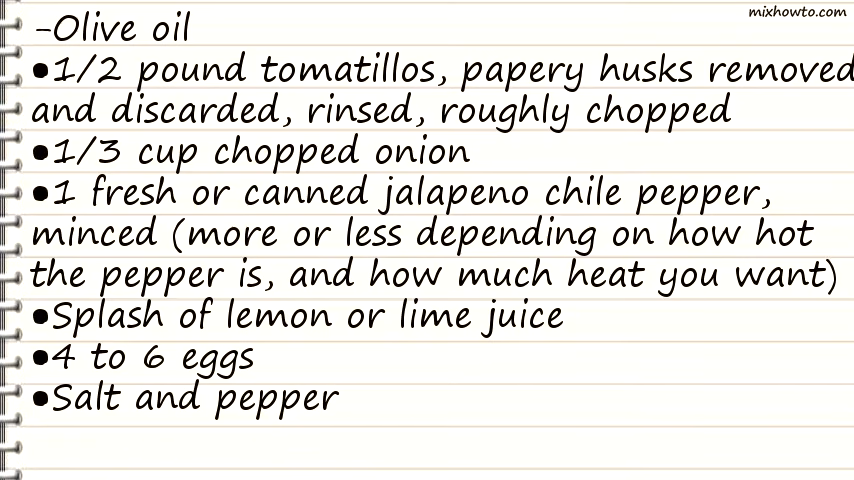 mixhowto.com
-Olive oil
•1/2 pound tomatillos, papery husks removed
and discarded, rinsed, roughly chopped
•1/3 cup chopped onion
•1 fresh or canned jalapeno chile pepper,
minced (more or less depending on how hot
the pepper is, and how much heat you want)
•Splash of lemon or lime juice
•4 to 6 eggs
•Salt and pepper